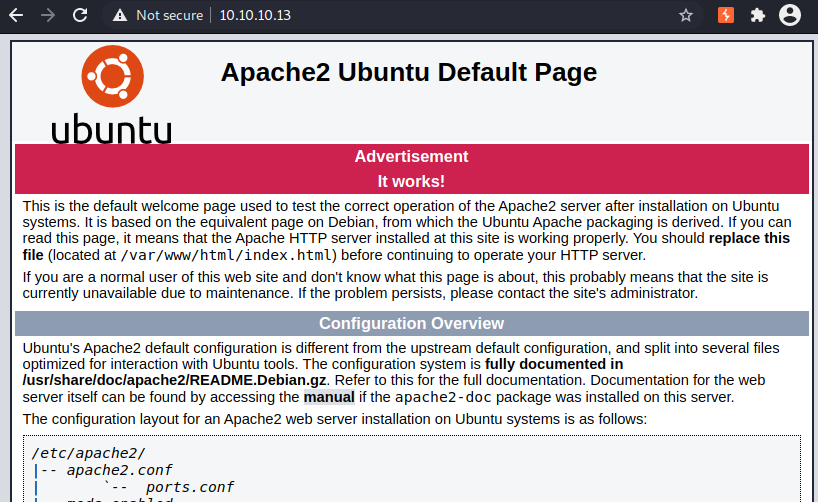 Not secure | 10.10.10.13
Apache2 Ubuntu Default Page
ubuntu
Advertisement
It works!
This is the default welcome page used to test the correct operation of the Apache2 server after installation on Ubuntu
systems. It is based on the equivalent page on Debian, from which the Ubuntu Apache packaging is derived. If you can
read this page, it means that the Apache HTTP server installed at this site is working properly. You should replace this
file (located at /var/www/html/index.html) before continuing to operate your HTTP server.
If you are a normal user of this web site and don't know what this page is about, this probably means that the site is
currently unavailable due to maintenance. If the problem persists, please contact the site's administrator.
Configuration Overview
Ubuntu's Apache2 default configuration is different from the upstream default configuration, and split into several files
optimized for interaction with Ubuntu tools. The configuration system is fully documented in
/usr/share/doc/apache2/README.Debian.gz. Refer to this for the full documentation. Documentation for the web
server itself can be found by accessing the manual if the apache2-doc package was installed on this server.
The configuration layout for an Apache2 web server installation on Ubuntu systems is as follows:
/etc/apache2/
|-- apache2.conf
|       `--  ports.conf